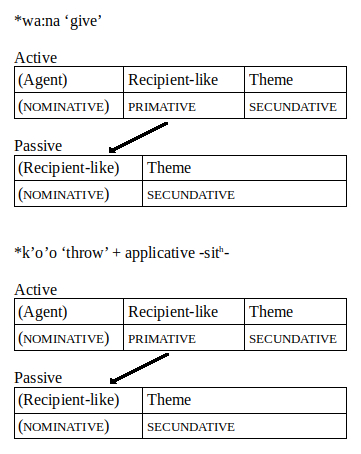 *wa:na ‘give’
Active
(Agent) Recipient-like Theme
(NOMINATIVE) PRIMATIVE SECUNDATIVE
Passive
(Recipient-like) Theme
(NOMINATIVE) SECUNDATIVE
*k’o’o ‘throw’ + applicative -sitʰ-
Active
(Agent) Recipient-like Theme
(NOMINATIVE) PRIMATIVE SECUNDATIVE
Passive
(Recipient-like) Theme
(NOMINATIVE) SECUNDATIVE